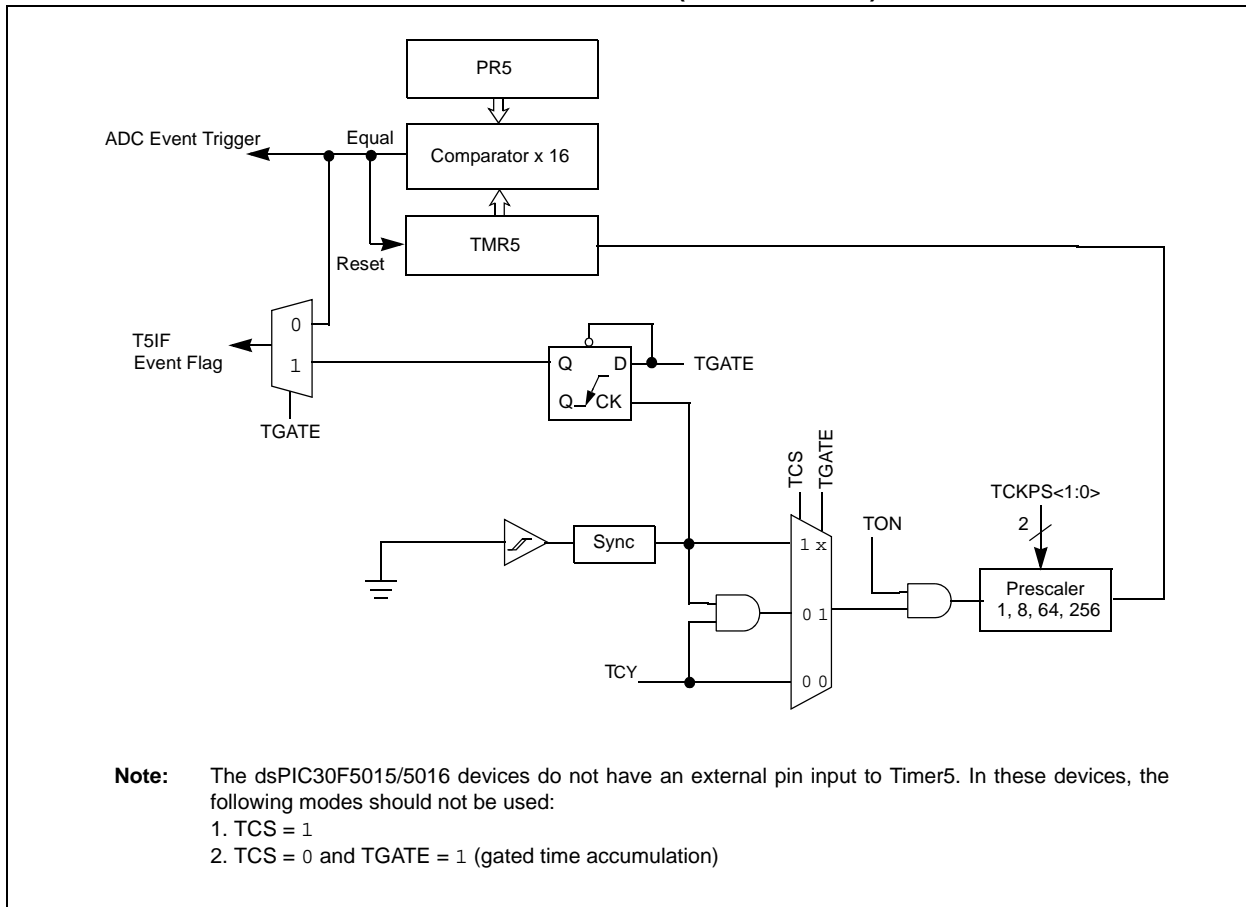 PR5
ADC Event Trigger
Equal
Comparator x 16
TMR5
Reset
0
1
T5IF
Event Flag
TGATE
Q
D
Q
CK
TGATE
TCS
TGATE
TCKPS<1:0>
2
TON
Sync
1 x
0 1
0 0
Prescaler
1, 8, 64, 256
TCY
Note: The dsPIC30F5015/5016 devices do not have an external pin input to Timer5. In these devices, the
following modes should not be used:
1. TCS = 1
2. TCS = 0 and TGATE = 1 (gated time accumulation)